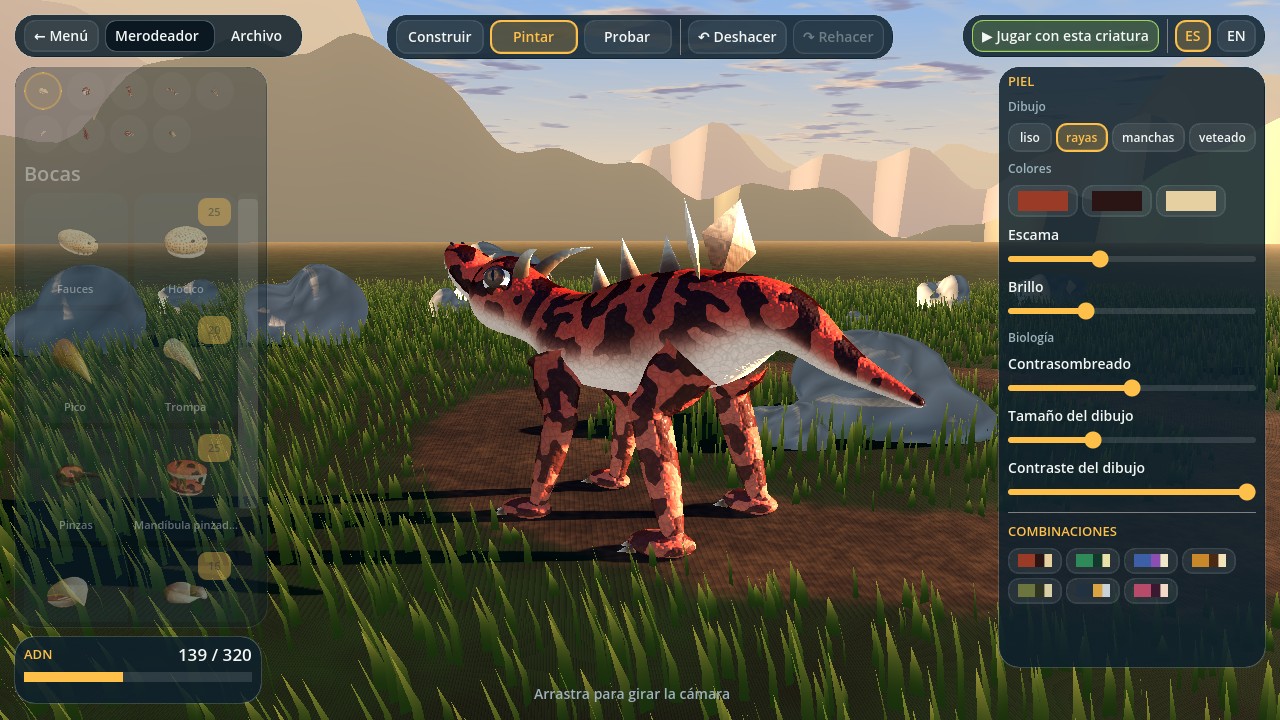 ← Menú
Merodeador
Archivo
Construir
Pintar
Probar
↶ Deshacer
↷ Rehacer
▶ Jugar con esta criatura
ES
EN
Bocas
25
Fauces
Hocico
20
Pico
Trompa
25
Pinzas
Mandíbula pinzad...
ADN
139 / 320
PIEL
Dibujo
liso
rayas
manchas
veteado
Colores
Escama
Brillo
Biología
Contrasombreado
Tamaño del dibujo
Contraste del dibujo
COMBINACIONES
Arrastra para girar la cámara